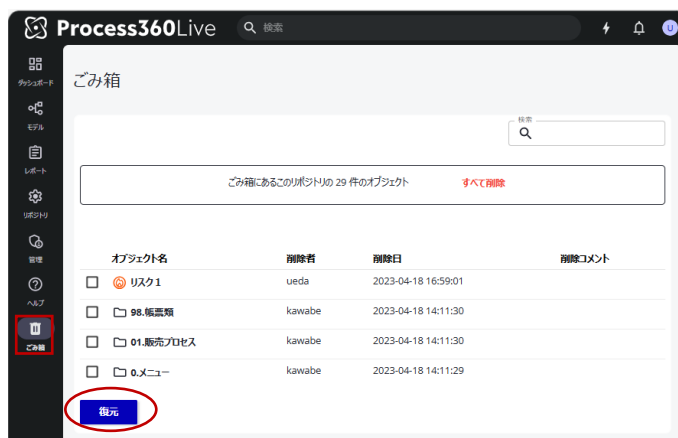 Process360Live
検索
U
ダッシュボード
モデル
レポート
リポジトリ
管理
ヘルプ
ごみ箱
ごみ箱
検索
ごみ箱にあるこのリポジトリの 29 件のオブジェクト すべて削除
オブジェクト名 削除者 削除日 削除コメント
リスク 1 ueda 2023-04-18 16:59:01
98.帳票類 kawabe 2023-04-18 14:11:30
01.販売プロセス kawabe 2023-04-18 14:11:30
0.メニュー kawabe 2023-04-18 14:11:29
復元